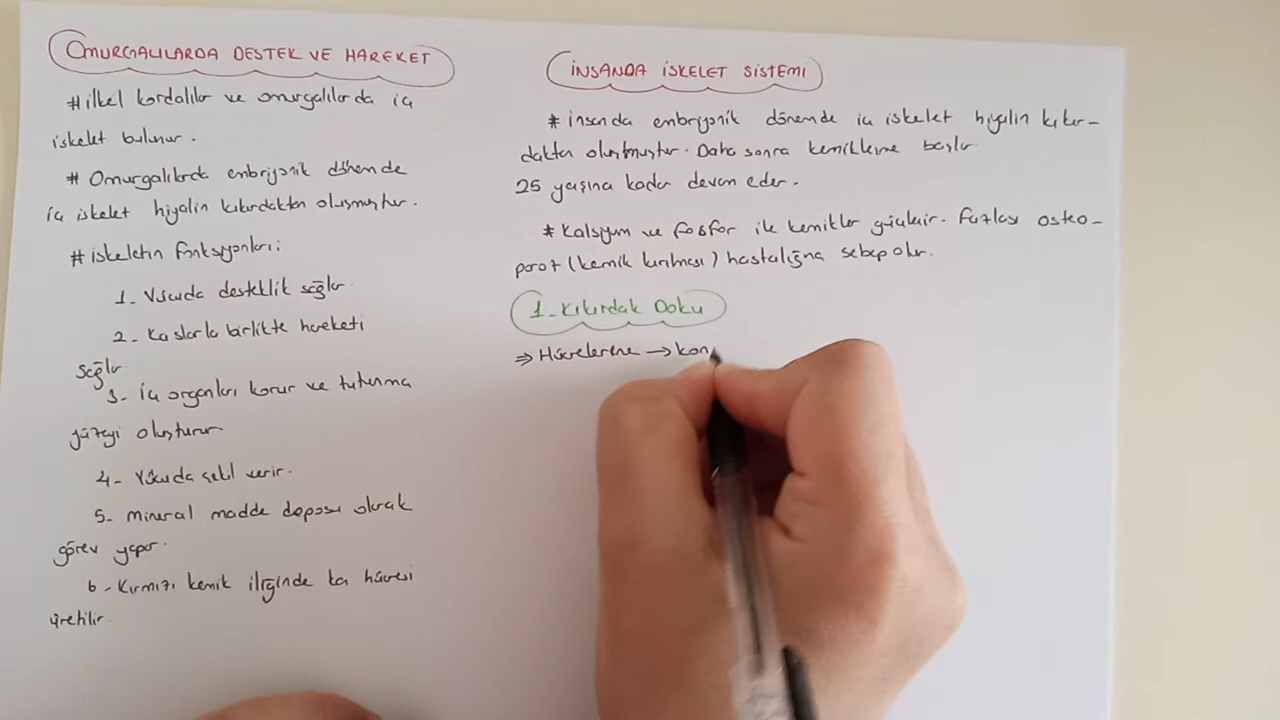 OMURGALILARDA DESTEK VE HAREKET
# ilkel kordalılar ve omurgalılarda iç
iskelet bulunur.
# Omurgalılarda embriyonik dönemde
iç iskelet hiyalin kıkırdaktan oluşmuştur.
# iskeletin fonksiyonları;
1- Vücuda desteklik sağlar.
2- Kaslarla birlikte hareketi
sağlar
3- İç organları korur ve tutunma
yüzeyi oluşturur.
4- Vücuda şekil verir.
5- Mineral madde deposu olarak
görev yapar.
6- Kırmızı kemik iliğinde kan hücresi
üretilir.
İNSANDA İSKELET SİSTEMİ
* insanda embriyonik dönemde iç iskelet hiyalin kıkır-
daktan oluşmuştur. Daha sonra kemikleşme başlar
25 yaşına kadar devam eder.
* Kalsiyum ve fosfor ile kemikler güçlenir. Fazlası osteo-
poroz (kemik kırılması) hastalığına sebep olur.
1- Kıkırdak Doku
⇒ Hücrelerine → kon